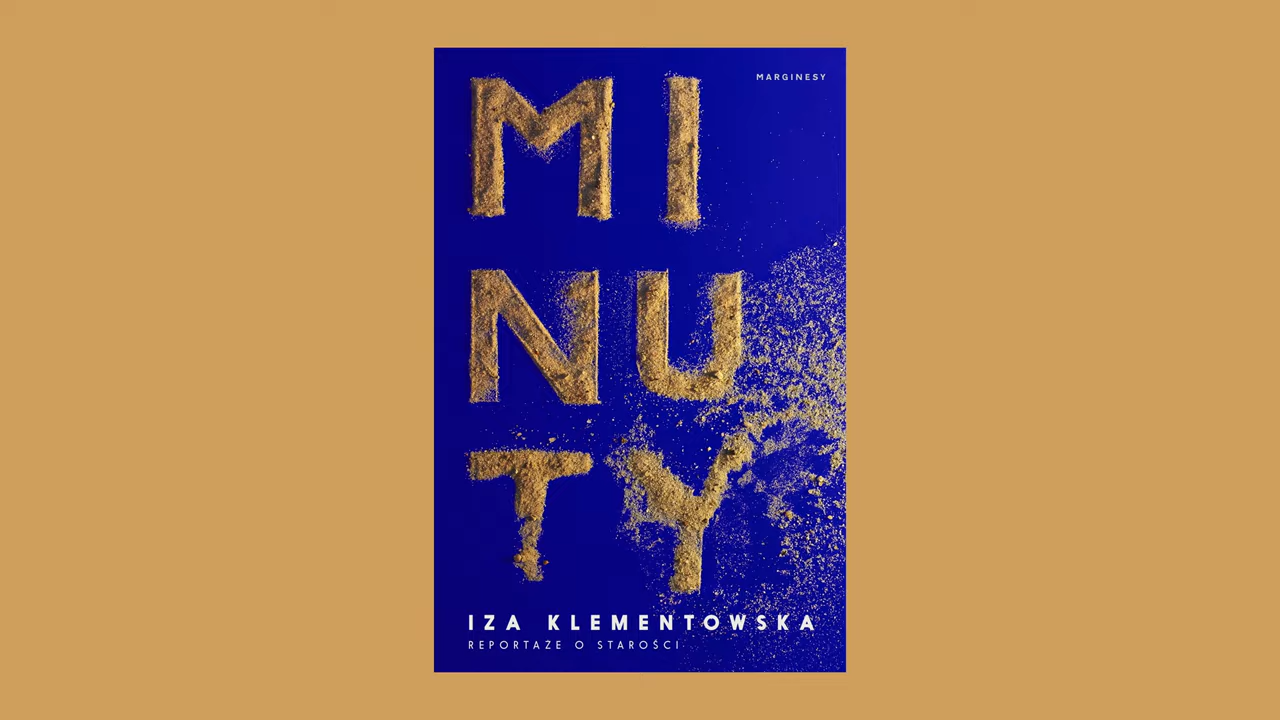 MARGINESY
MI
NU
TY
IZA KLEMENTOWSKA
REPORTAŻE O STAROŚCI